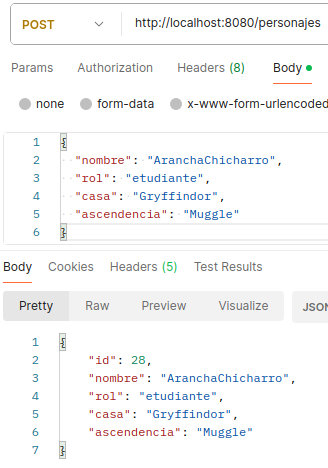 POST http://localhost:8080/personajes
Params Authorization Headers (8) Body
none form-data x-www-form-urlencoded
1 {
2 "nombre": "AranchaChicharro",
3 "rol": "etudiante",
4 "casa": "Gryffindor",
5 "ascendencia": "Muggle"
6 }
Body Cookies Headers (5) Test Results
Pretty Raw Preview Visualize JSON
1 {
2 "id": 28,
3 "nombre": "AranchaChicharro",
4 "rol": "etudiante",
5 "casa": "Gryffindor",
6 "ascendencia": "Muggle"
7 }